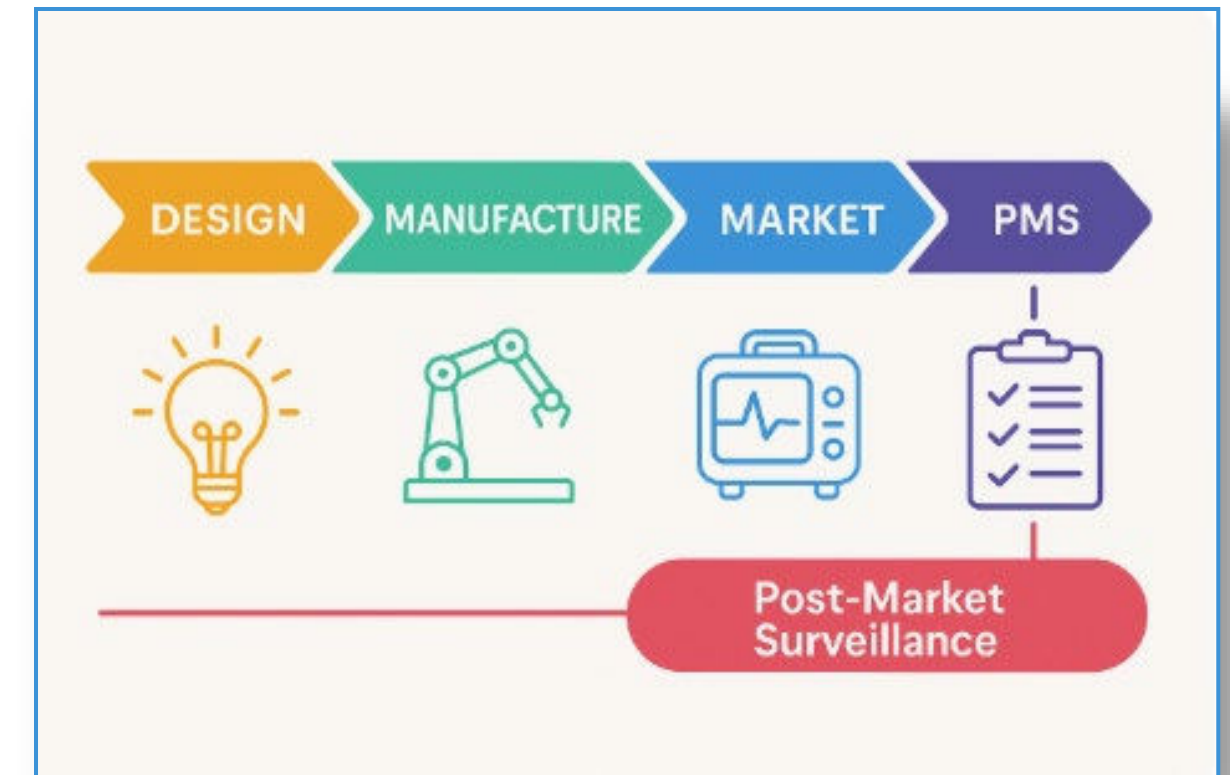 DESIGN
MANUFACTURE
MARKET
PMS
Post-Market
Surveillance